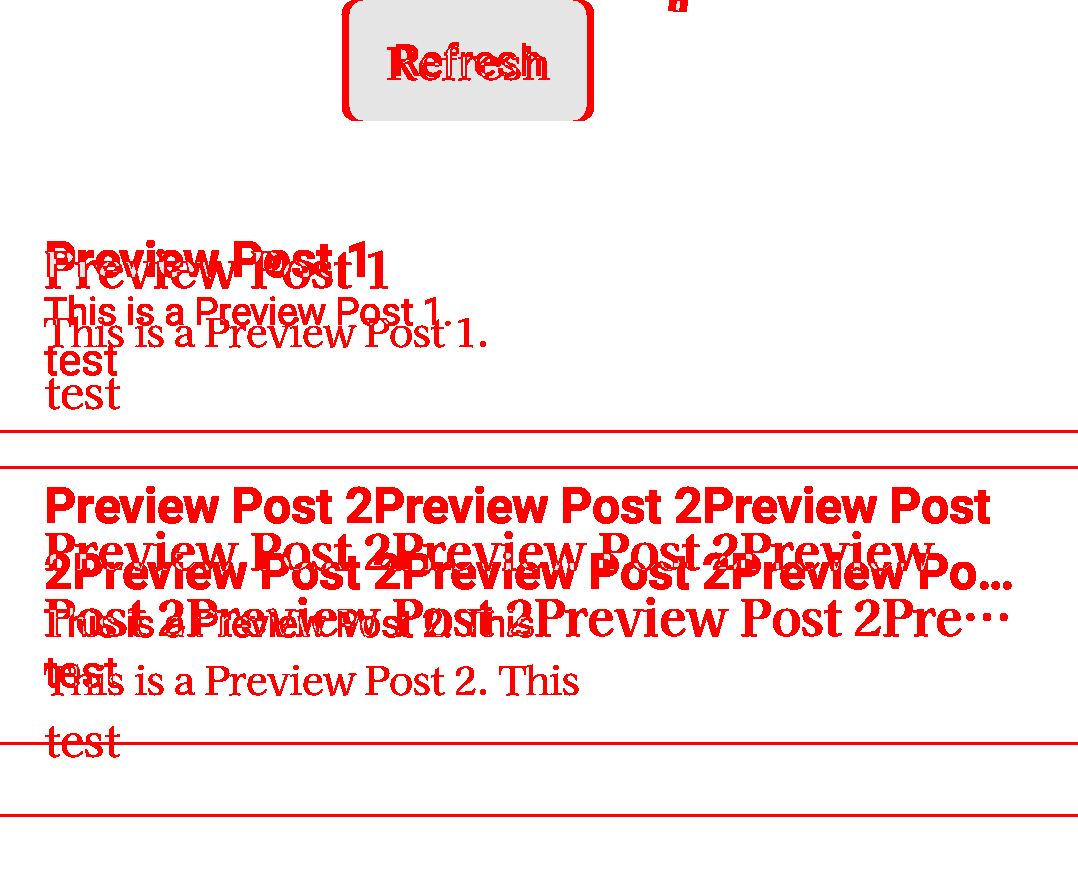 Refresh
Refresh
Preview Post 1
Preview Post 1
This is a Preview Post 1.
This is a Preview Post 1.
test
test
Preview Post 2Preview Post 2Preview Post
Preview Post 2Preview Post 2Preview
2Preview Post 2Preview Post 2Preview Po...
Post 2Preview Post 2Preview Post 2Pre⋯
This is a Preview Post 2. This
test
This is a Preview Post 2. This
test